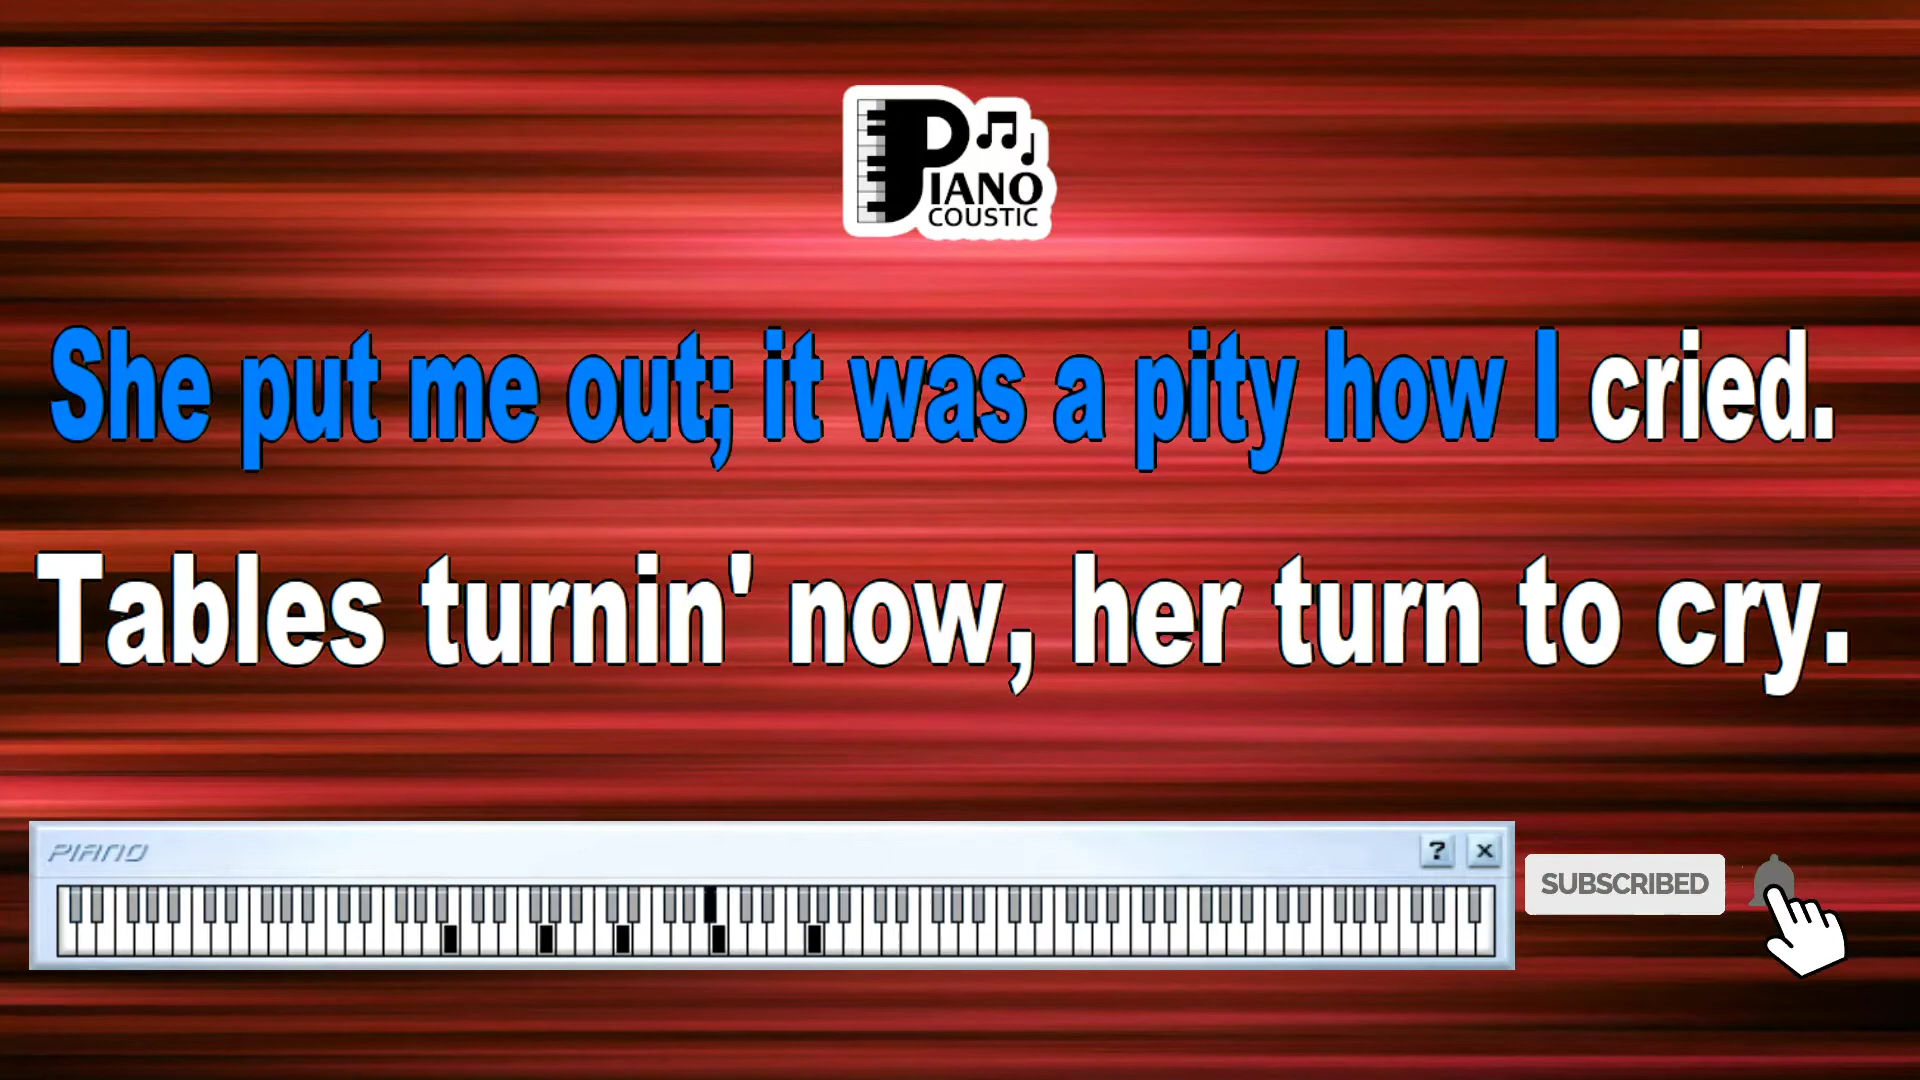 PIANO
COUSTIC
She put me out; it was a pity how I cried.
Tables turnin' now, her turn to cry.
PIANO
? x
SUBSCRIBED